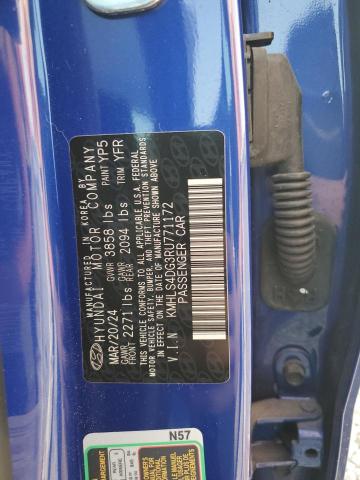 MANUFACTURED IN KOREA BY
HYUNDAI MOTOR COMPANY PAINT YP5
MAR/20/24 GVWR 3858 lbs TRIM YFR
GAWR FRONT 2271 lbs GAWR REAR 2094 lbs
THIS VEHICLE CONFORMS TO ALL APPLICABLE U.S.A. FEDERAL
MOTOR VEHICLE SAFETY, BUMPER, AND THEFT PREVENTION STANDARDS
IN EFFECT ON THE DATE OF MANUFACTURE SHOWN ABOVE.
V.I.N KMHLS4DG3RU771172
PASSENGER CAR
N57